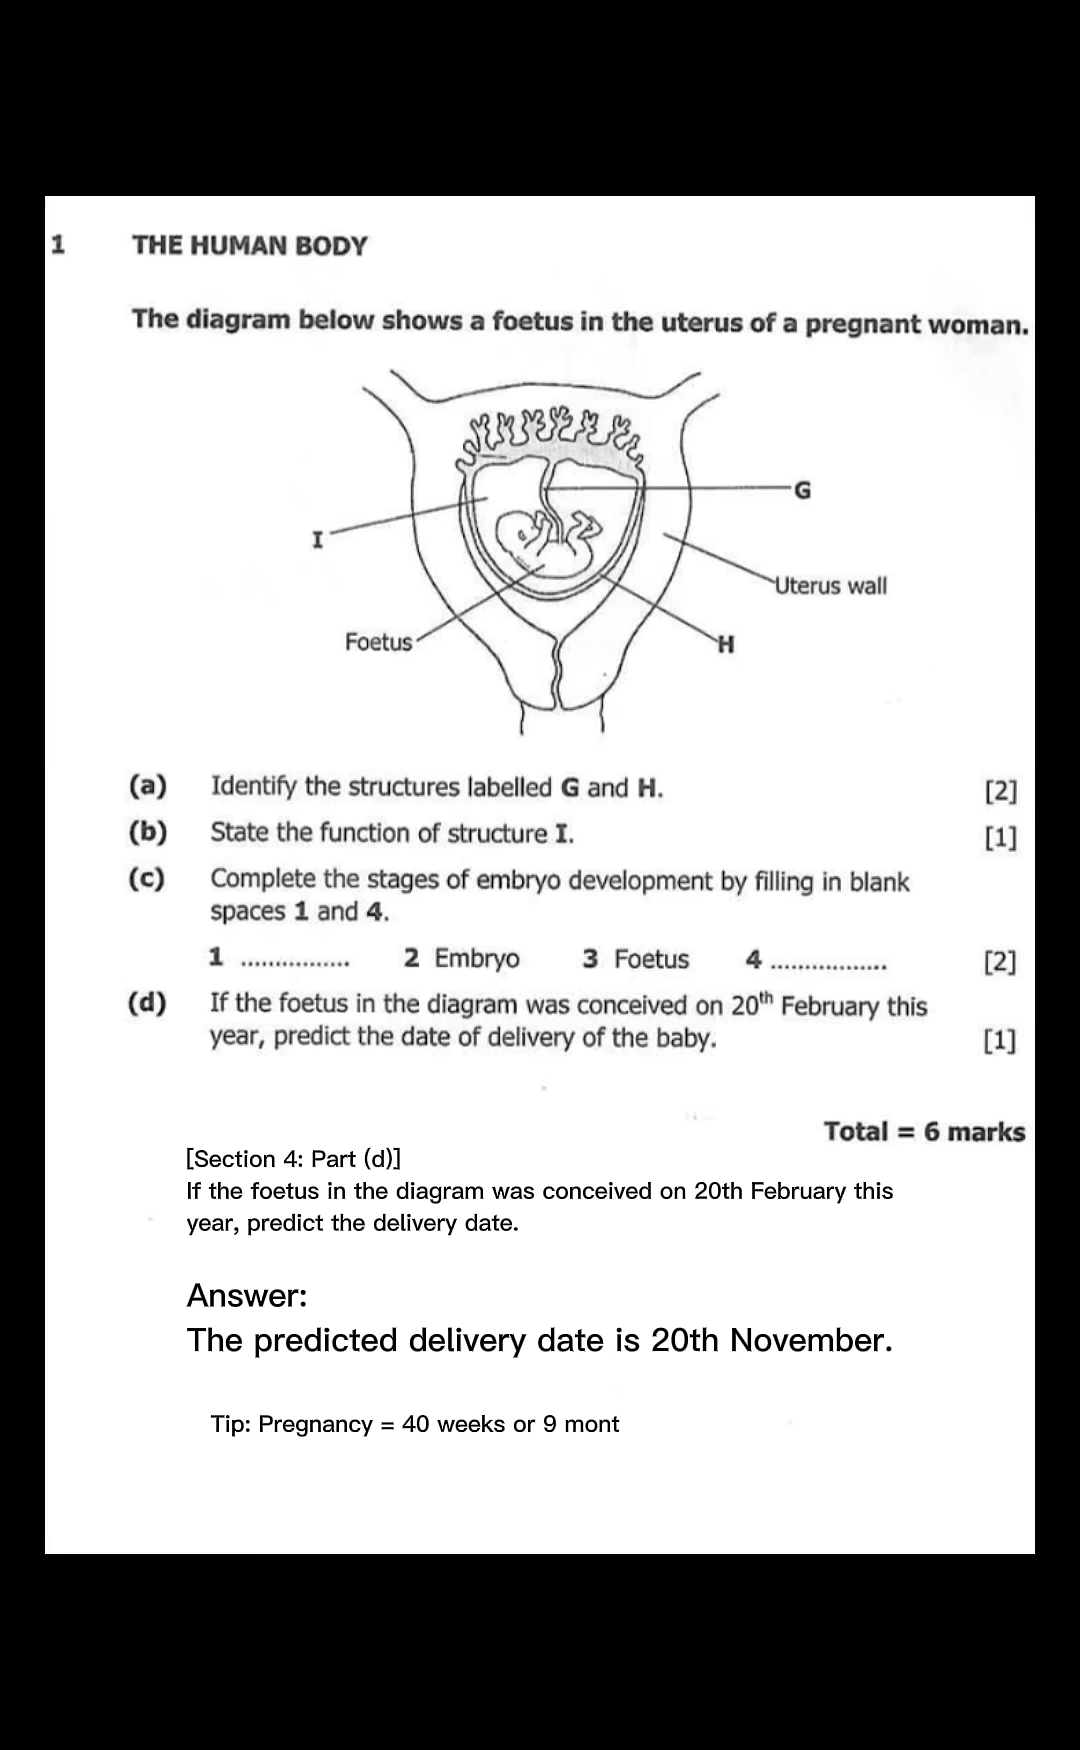 1 THE HUMAN BODY
The diagram below shows a foetus in the uterus of a pregnant woman.
G
I
Uterus wall
Foetus
H
(a) Identify the structures labelled G and H. [2]
(b) State the function of structure I. [1]
(c) Complete the stages of embryo development by filling in blank
spaces 1 and 4.
1 ................ 2 Embryo 3 Foetus 4 ................. [2]
(d) If the foetus in the diagram was conceived on 20th February this
year, predict the date of delivery of the baby. [1]
Total = 6 marks
[Section 4: Part (d)]
If the foetus in the diagram was conceived on 20th February this
year, predict the delivery date.
Answer:
The predicted delivery date is 20th November.
Tip: Pregnancy = 40 weeks or 9 mont